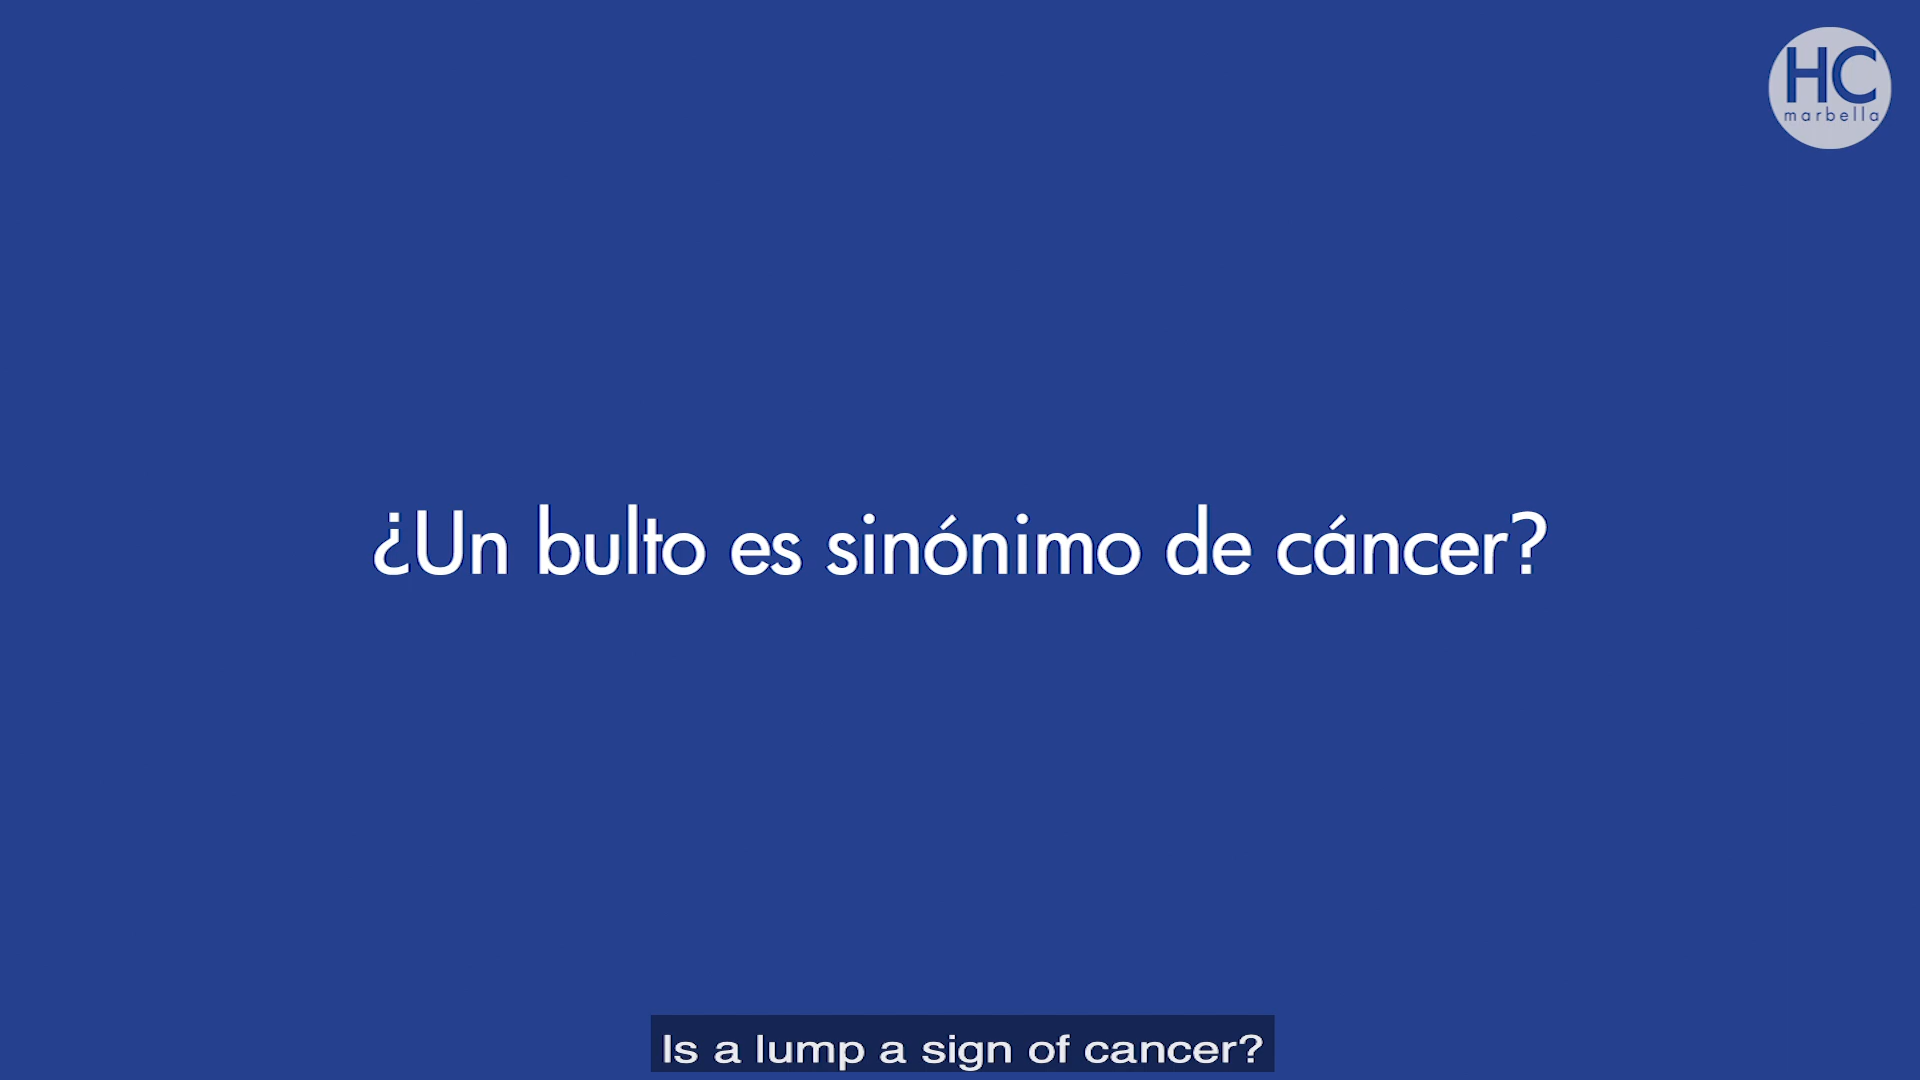 HC
marbella
¿Un bulto es sinónimo de cáncer?
Is a lump a sign of cancer?